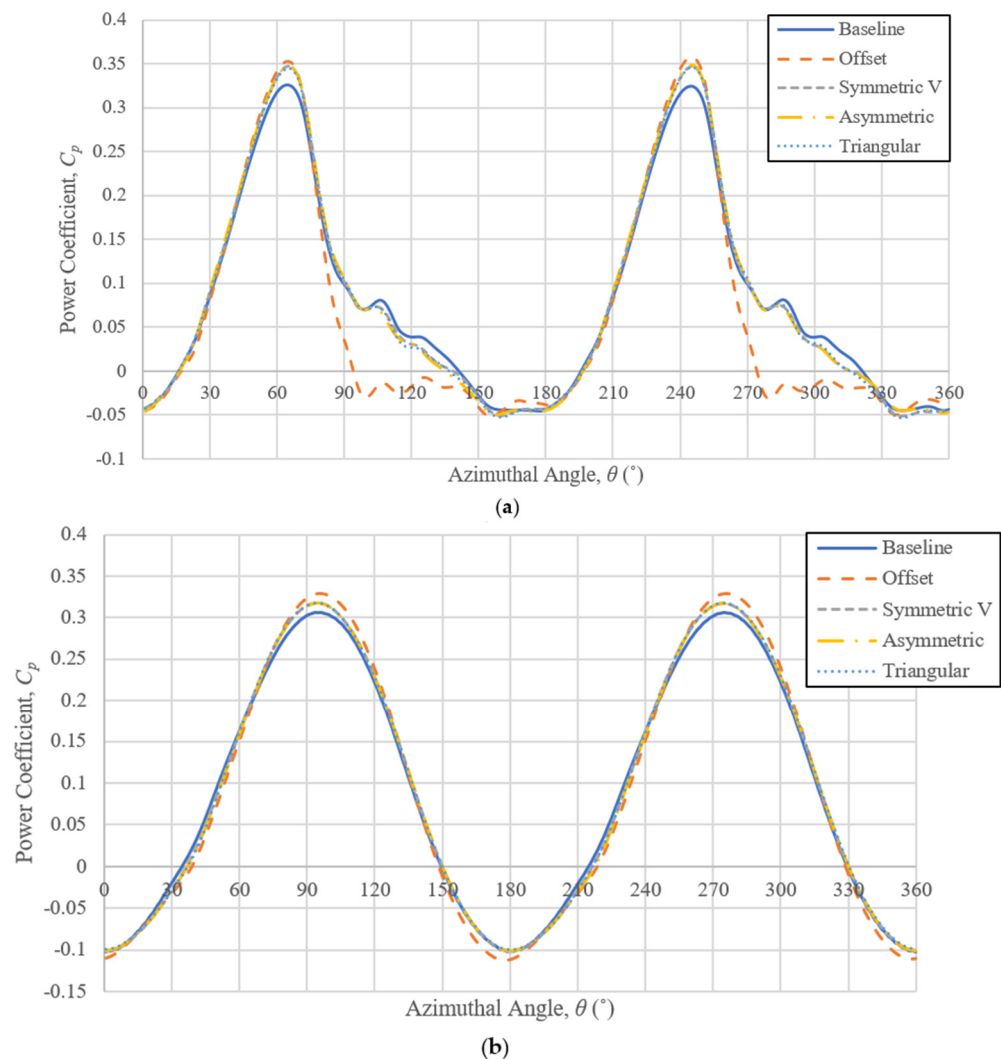 0.4
0.35
0.3
0.25
0.2
0.15
0.1
0.05
0
-0.05
-0.1
Power Coefficient, Cp
0 30 60 90 120 150 180 210 240 270 300 330 360
Azimuthal Angle, θ (˚)
Baseline
Offset
Symmetric V
Asymmetric
Triangular
(a)
0.4
0.35
0.3
0.25
0.2
0.15
0.1
0.05
0
-0.05
-0.1
-0.15
Power Coefficient, Cp
0 30 60 90 120 150 180 210 240 270 300 330 360
Azimuthal Angle, θ (˚)
Baseline
Offset
Symmetric V
Asymmetric
Triangular
(b)